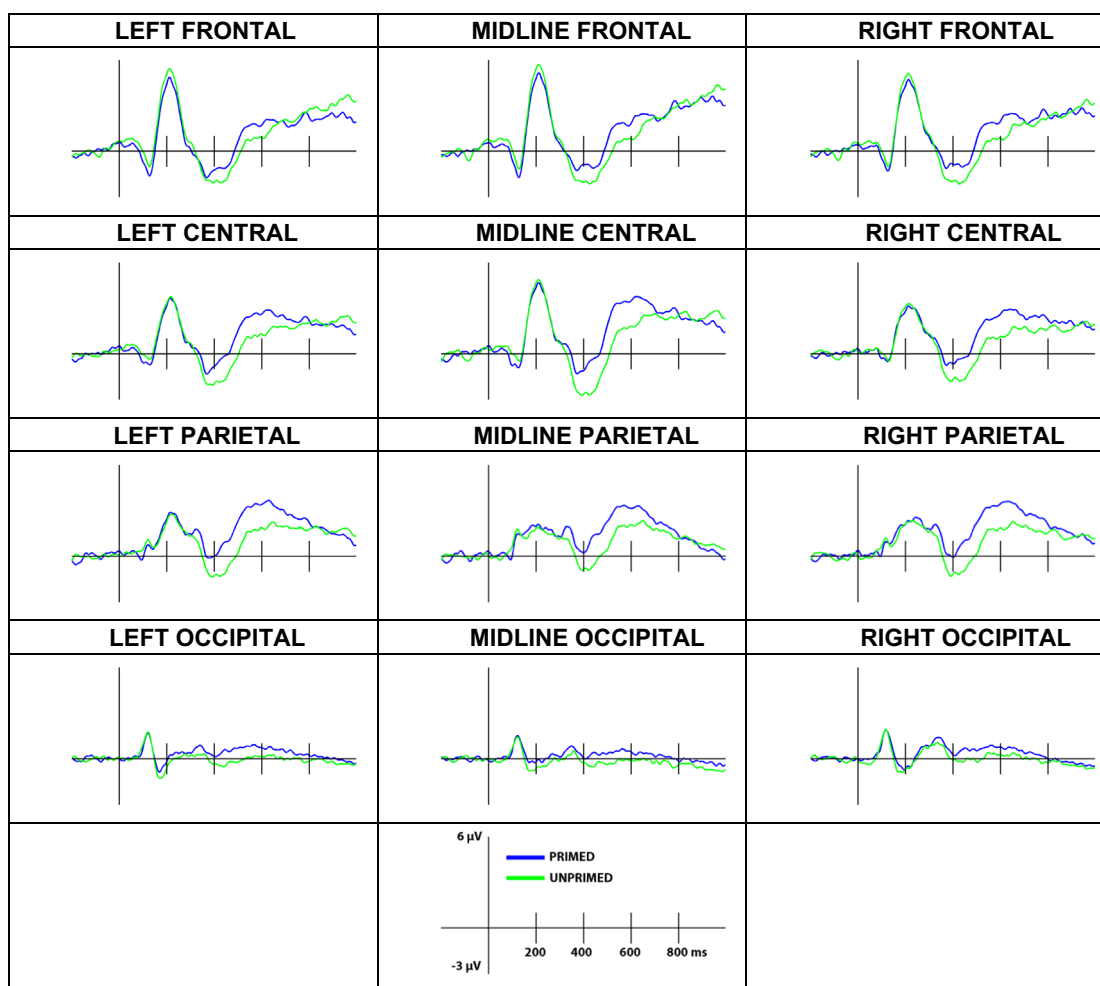 LEFT FRONTAL
MIDLINE FRONTAL
RIGHT FRONTAL
LEFT CENTRAL
MIDLINE CENTRAL
RIGHT CENTRAL
LEFT PARIETAL
MIDLINE PARIETAL
RIGHT PARIETAL
LEFT OCCIPITAL
MIDLINE OCCIPITAL
RIGHT OCCIPITAL
6 µV
PRIMED
UNPRIMED
200 400 600 800 ms
-3 µV